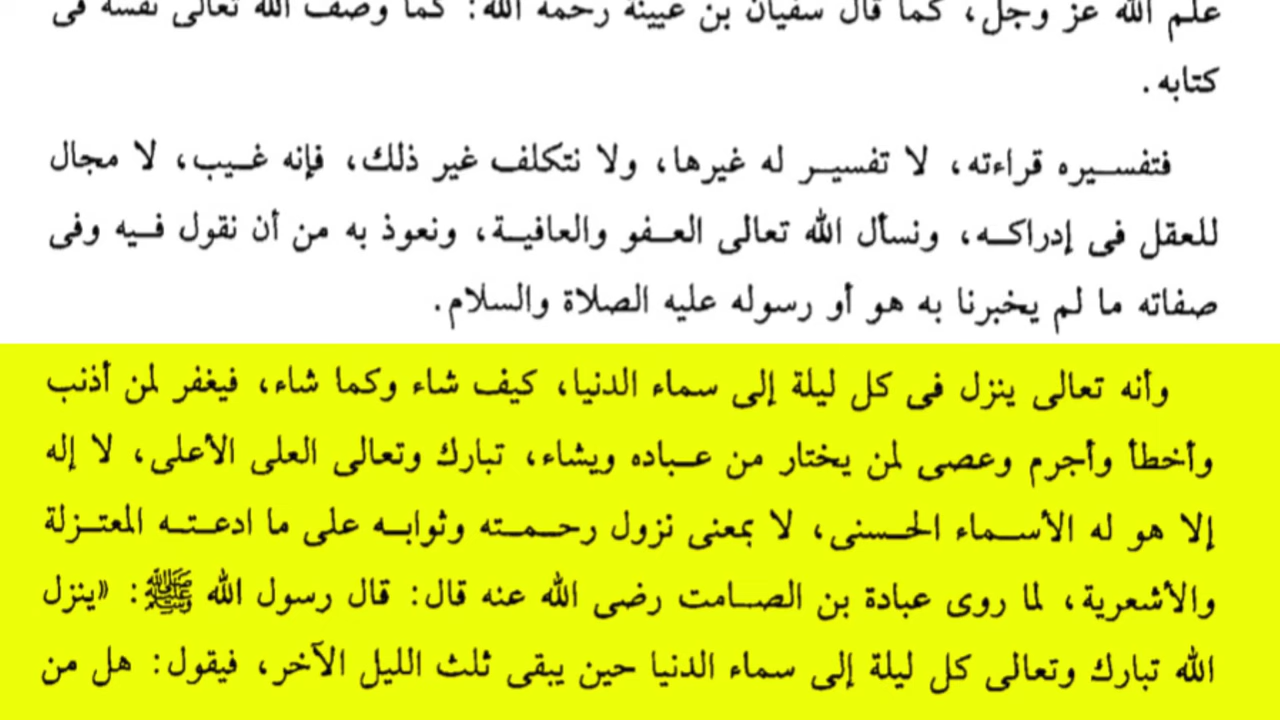 علم الله عز وجل، كما قال سفيان بن عيينة رحمه الله: كما وصف الله تعالى نفسه فى
كتابه.
فتفسيره قراءته، لا تفسير له غيرها، ولا نتكلف غير ذلك، فإنه غيب، لا مجال
للعقل فى إدراكه، ونسأل الله تعالى العفو والعافية، ونعوذ به من أن نقول فيه وفى
صفاته ما لم يخبرنا به هو أو رسوله عليه الصلاة والسلام.
وأنه تعالى ينزل فى كل ليلة إلى سماء الدنيا، كيف شاء وكما شاء، فيغفر لمن أذنب
وأخطأ وأجرم وعصى لمن يختار من عباده ويشاء، تبارك وتعالى العلى الأعلى، لا إله
إلا هو له الأسماء الحسنى، لا بمعنى نزول رحمته وثوابه على ما ادعته المعتزلة
والأشعرية، لما روى عبادة بن الصامت رضى الله عنه قال: قال رسول الله ﷺ: «ينزل
الله تبارك وتعالى كل ليلة إلى سماء الدنيا حين يبقى ثلث الليل الآخر، فيقول: هل من